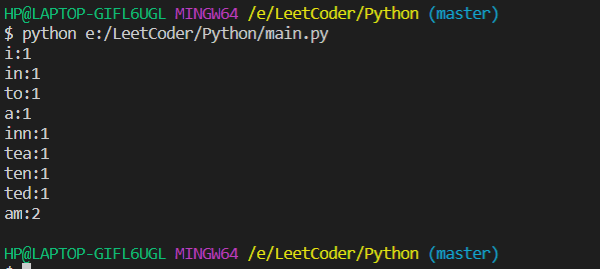 HP@LAPTOP-GIFL6UGL MINGW64 /e/LeetCoder/Python (master)
$ python e:/LeetCoder/Python/main.py
i:1
in:1
to:1
a:1
inn:1
tea:1
ten:1
ted:1
am:2
HP@LAPTOP-GIFL6UGL MINGW64 /e/LeetCoder/Python (master)